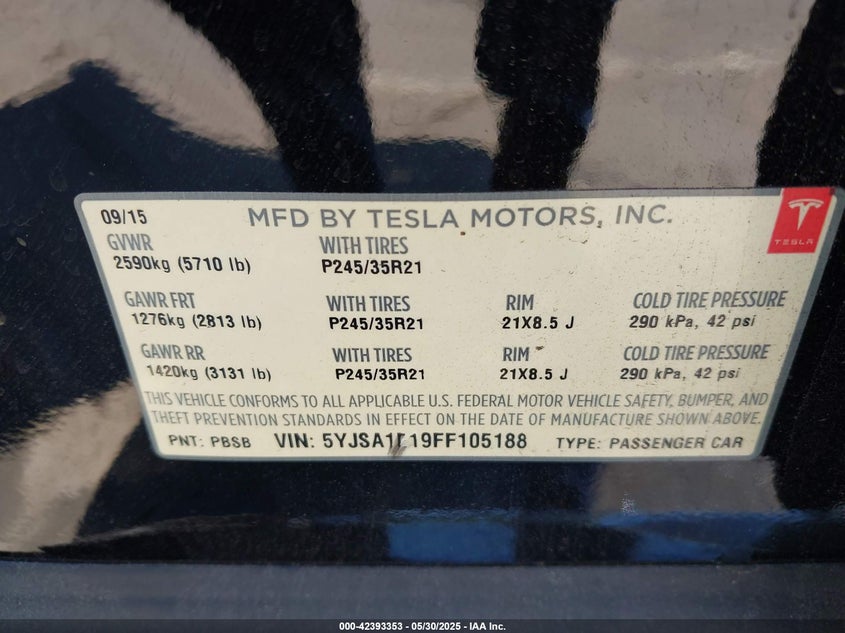 09/15 MFD BY TESLA MOTORS, INC.
TESLA
GVWR WITH TIRES
2590kg (5710 lb) P245/35R21
GAWR FRT WITH TIRES RIM COLD TIRE PRESSURE
1276kg (2813 lb) P245/35R21 21X8.5 J 290 kPa, 42 psi
GAWR RR WITH TIRES RIM COLD TIRE PRESSURE
1420kg (3131 lb) P245/35R21 21X8.5 J 290 kPa, 42 psi
THIS VEHICLE CONFORMS TO ALL APPLICABLE U.S. FEDERAL MOTOR VEHICLE SAFETY, BUMPER, AND
THEFT PREVENTION STANDARDS IN EFFECT ON THE DATE OF MANUFACTURE SHOWN ABOVE.
PNT: PBSB VIN: 5YJSA1E19FF105188 TYPE: PASSENGER CAR
000-42393353 - 05/30/2025 - IAA Inc.